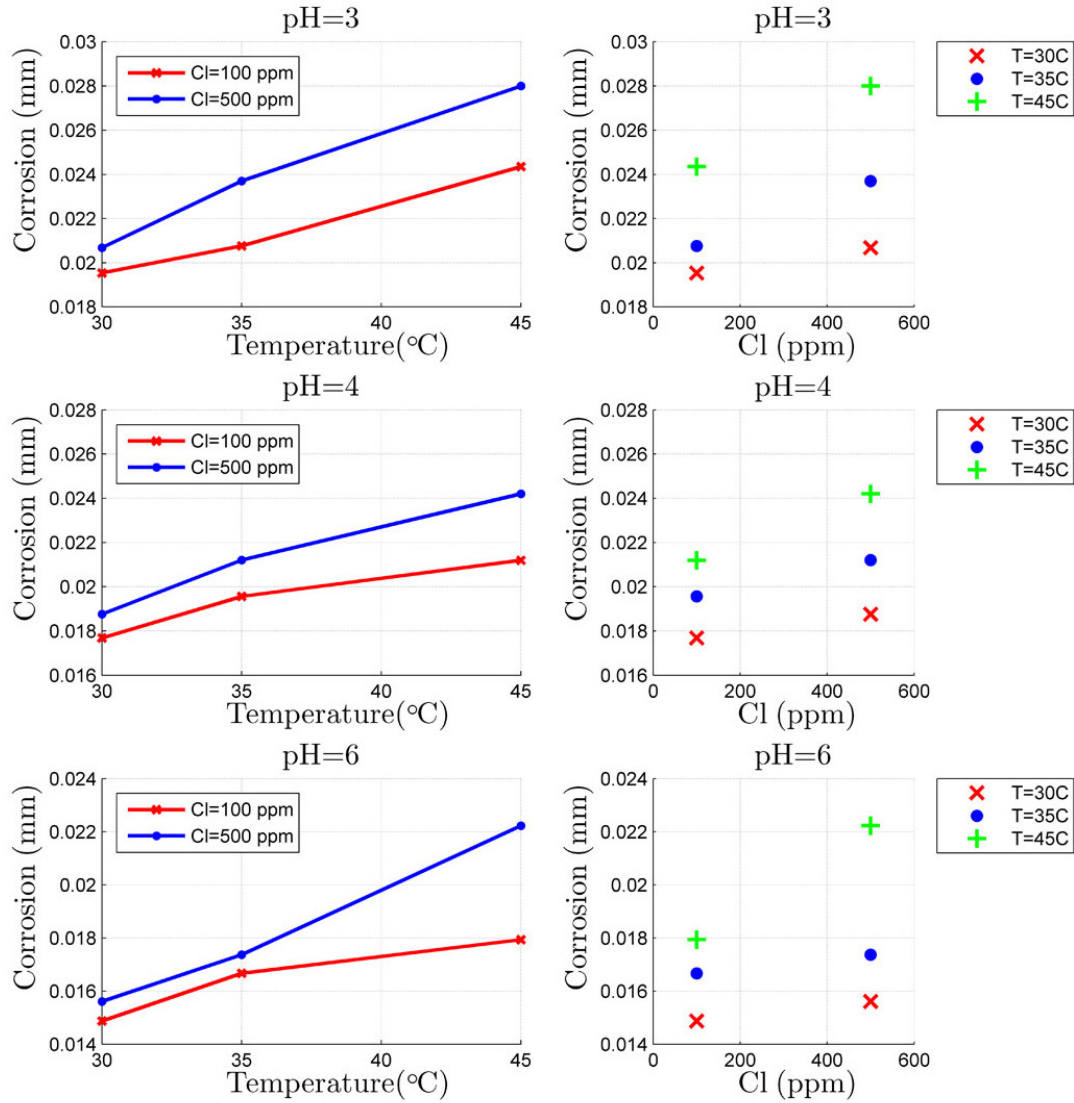 pH=3
Corrosion (mm)
0.03
0.028
0.026
0.024
0.022
0.02
0.018
Cl=100 ppm
Cl=500 ppm
30
35
40
45
Temperature(°C)
pH=3
Corrosion (mm)
0.03
0.028
0.026
0.024
0.022
0.02
0.018
0
200
400
600
Cl (ppm)
T=30C
T=35C
T=45C
pH=4
Corrosion (mm)
0.028
0.026
0.024
0.022
0.02
0.018
0.016
Cl=100 ppm
Cl=500 ppm
30
35
40
45
Temperature(°C)
pH=4
Corrosion (mm)
0.028
0.026
0.024
0.022
0.02
0.018
0.016
0
200
400
600
Cl (ppm)
T=30C
T=35C
T=45C
pH=6
Corrosion (mm)
0.024
0.022
0.02
0.018
0.016
0.014
Cl=100 ppm
Cl=500 ppm
30
35
40
45
Temperature(°C)
pH=6
Corrosion (mm)
0.024
0.022
0.02
0.018
0.016
0.014
0
200
400
600
Cl (ppm)
T=30C
T=35C
T=45C